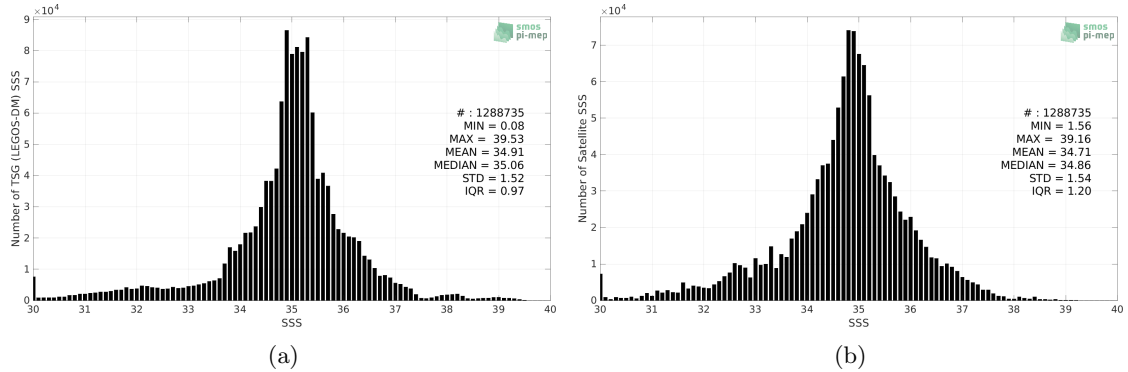 ×10⁴
9
8
7
6
5
4
3
2
1
0
Number of TSG (LEGOS-DM) SSS
30 31 32 33 34 35 36 37 38 39 40
SSS
smos
pi-mep
# : 1288735
MIN = 0.08
MAX = 39.53
MEAN = 34.91
MEDIAN = 35.06
STD = 1.52
IQR = 0.97
(a)
×10⁴
7
6
5
4
3
2
1
0
Number of Satellite SSS
30 31 32 33 34 35 36 37 38 39 40
SSS
smos
pi-mep
# : 1288735
MIN = 1.56
MAX = 39.16
MEAN = 34.71
MEDIAN = 34.86
STD = 1.54
IQR = 1.20
(b)